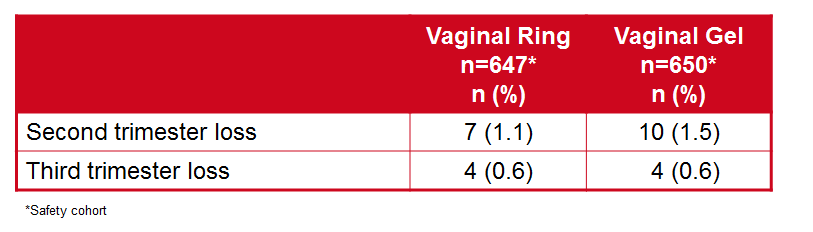 Vaginal Ring Vaginal Gel
n=647* n=650*
n (%) n (%)
Second trimester loss 7 (1.1) 10 (1.5)
Third trimester loss 4 (0.6) 4 (0.6)
*Safety cohort